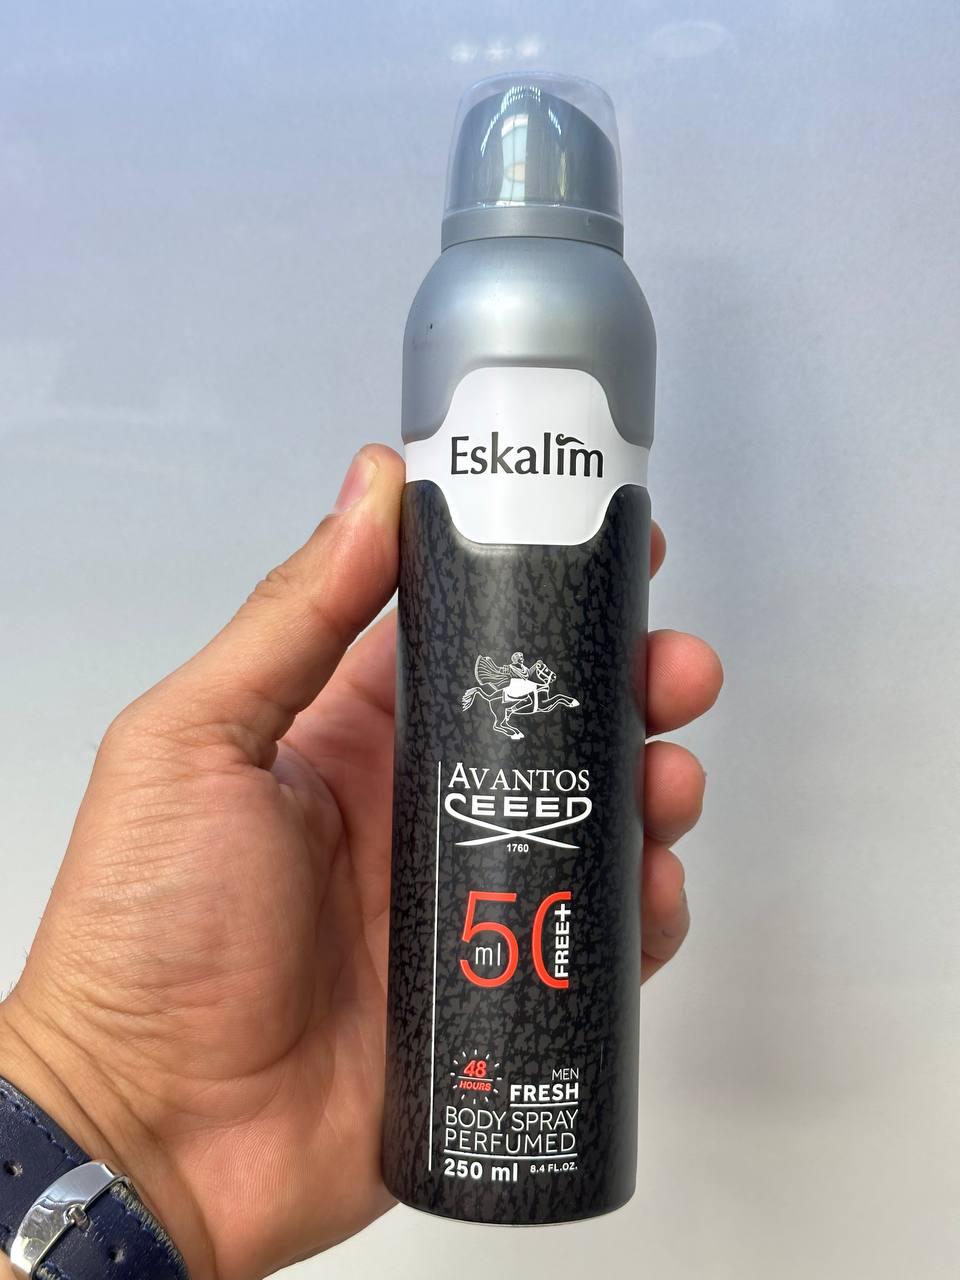 Eskalim
AVANTOS
CEEED
1760
50
ml
FREE+
48
HOURS
MEN
FRESH
BODY SPRAY
PERFUMED
250 ml 8.4 FL.OZ.